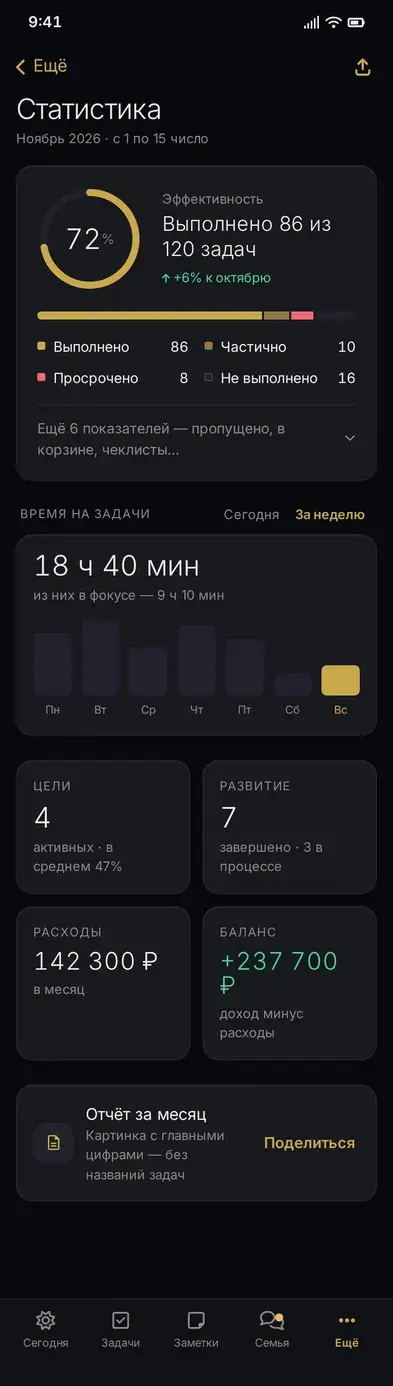 9:41
Ещё
Статистика
Ноябрь 2026 · с 1 по 15 число
72%
Эффективность
Выполнено 86 из
120 задач
↑ +6% к октябрю
Выполнено 86
Частично 10
Просрочено 8
Не выполнено 16
Ещё 6 показателей — пропущено, в
корзине, чеклисты...
ВРЕМЯ НА ЗАДАЧИ
Сегодня
За неделю
18 ч 40 мин
из них в фокусе — 9 ч 10 мин
Пн Вт Ср Чт Пт Сб Вс
ЦЕЛИ
4
активных · в
среднем 47%
РАЗВИТИЕ
7
завершено · 3 в
процессе
РАСХОДЫ
142 300 ₽
в месяц
БАЛАНС
+237 700
₽
доход минус
расходы
Отчёт за месяц
Картинка с главными
цифрами — без
названий задач
Поделиться
Сегодня Задачи Заметки Семья Ещё